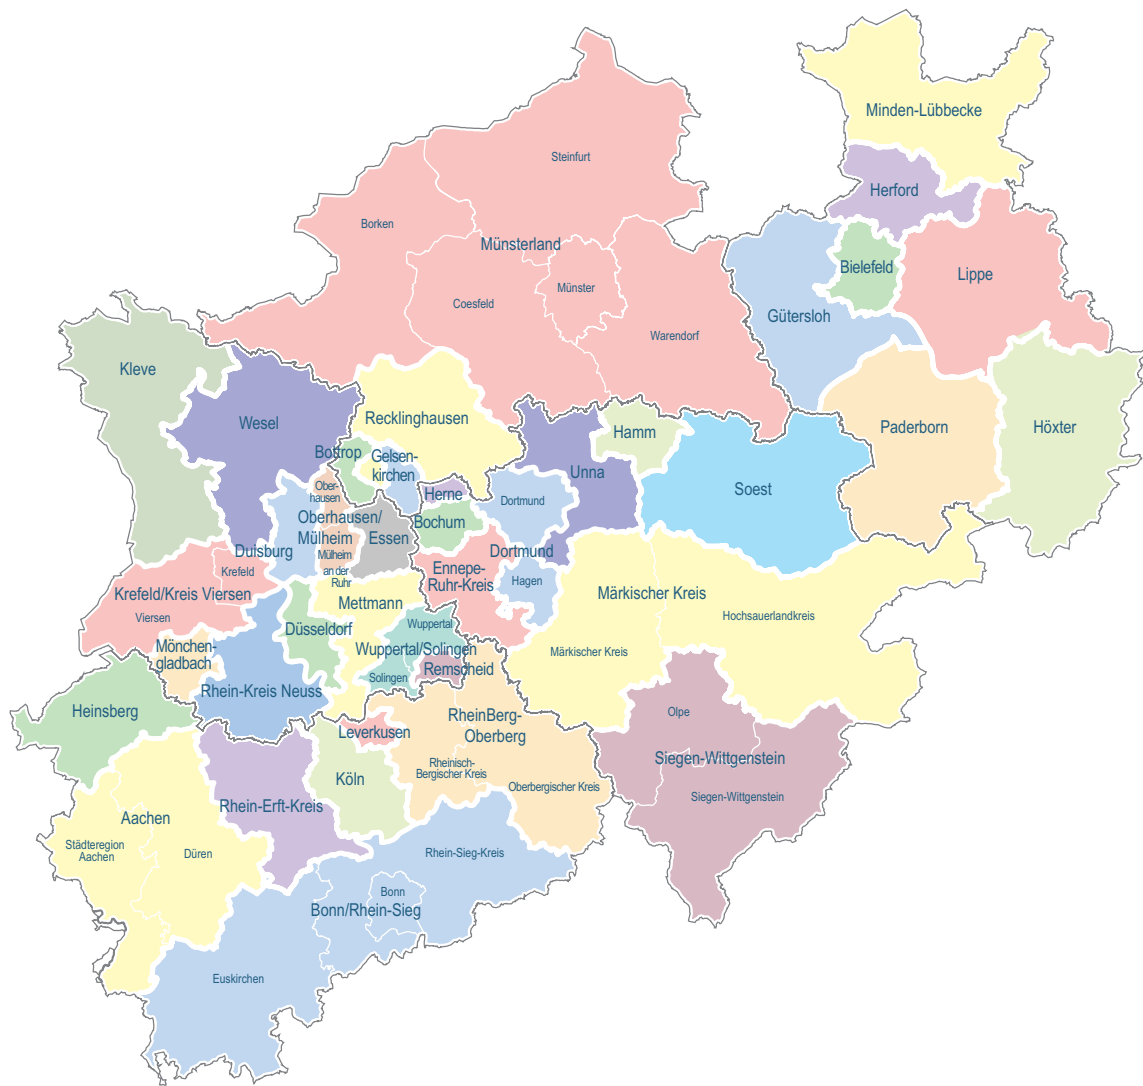 Minden-Lübbecke
Steinfurt
Herford
Borken
Münsterland
Bielefeld
Lippe
Münster
Coesfeld
Gütersloh
Warendorf
Kleve
Recklinghausen
Wesel
Hamm
Paderborn
Höxter
Bottrop
Gelsen-
kirchen
Unna
Soest
Ober-
hausen
Herne
Dortmund
Oberhausen/
Mülheim
Essen
Bochum
Duisburg
Mülheim
an der
Ruhr
Dortmund
Krefeld
Krefeld/Kreis Viersen
Viersen
Ennepe-
Ruhr-Kreis
Hagen
Mettmann
Märkischer Kreis
Hochsauerlandkreis
Düsseldorf
Wuppertal
Wuppertal/Solingen
Märkischer Kreis
Mönchen-
gladbach
Remscheid
Solingen
Rhein-Kreis Neuss
Heinsberg
Olpe
RheinBerg-
Oberberg
Leverkusen
Köln
Rheinisch-
Bergischer Kreis
Oberbergischer Kreis
Siegen-Wittgenstein
Siegen-Wittgenstein
Rhein-Erft-Kreis
Aachen
Städteregion
Aachen
Düren
Rhein-Sieg-Kreis
Bonn
Bonn/Rhein-Sieg
Euskirchen